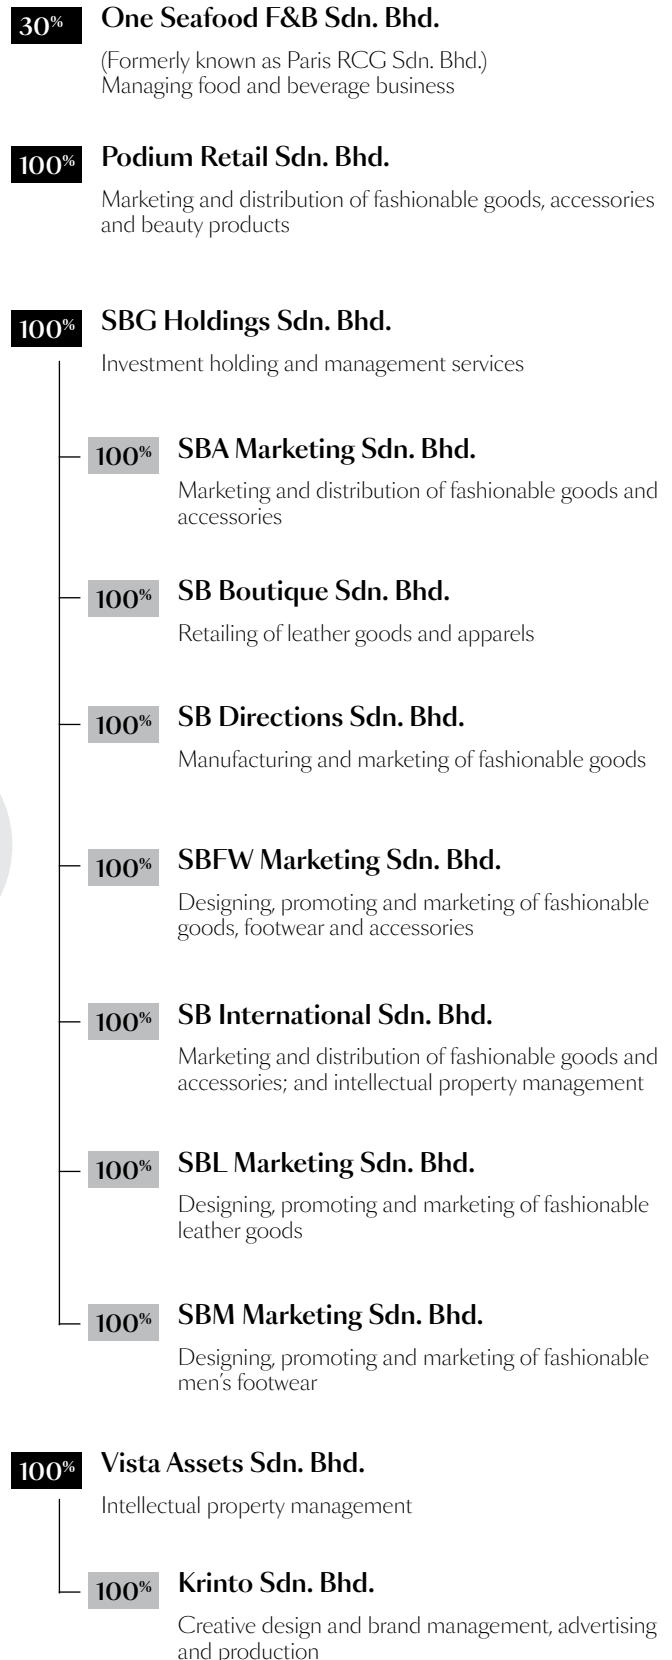 30%
One Seafood F&B Sdn. Bhd.
(Formerly known as Paris RCG Sdn. Bhd.)
Managing food and beverage business
100%
Podium Retail Sdn. Bhd.
Marketing and distribution of fashionable goods, accessories
and beauty products
100%
SBG Holdings Sdn. Bhd.
Investment holding and management services
100%
SBA Marketing Sdn. Bhd.
Marketing and distribution of fashionable goods and
accessories
100%
SB Boutique Sdn. Bhd.
Retailing of leather goods and apparels
100%
SB Directions Sdn. Bhd.
Manufacturing and marketing of fashionable goods
100%
SBFW Marketing Sdn. Bhd.
Designing, promoting and marketing of fashionable
goods, footwear and accessories
100%
SB International Sdn. Bhd.
Marketing and distribution of fashionable goods and
accessories; and intellectual property management
100%
SBL Marketing Sdn. Bhd.
Designing, promoting and marketing of fashionable
leather goods
100%
SBM Marketing Sdn. Bhd.
Designing, promoting and marketing of fashionable
men's footwear
100%
Vista Assets Sdn. Bhd.
Intellectual property management
100%
Krinto Sdn. Bhd.
Creative design and brand management, advertising
and production